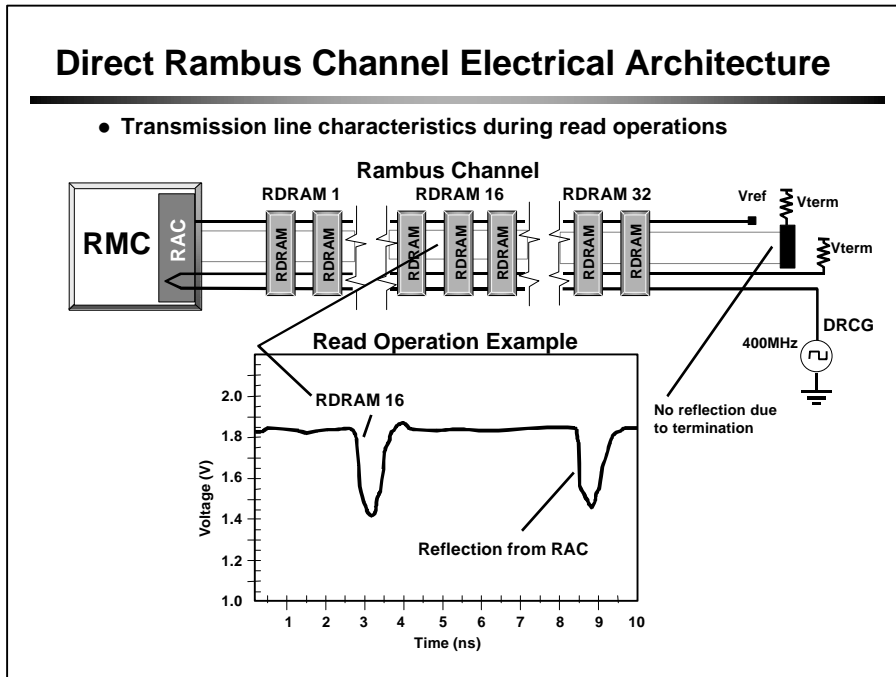 Direct Rambus Channel Electrical Architecture
● Transmission line characteristics during read operations
Rambus Channel
RDRAM 1
RDRAM 16
RDRAM 32
Vref
Vterm
RMC
RAC
RDRAM
RDRAM
RDRAM
RDRAM
RDRAM
RDRAM
RDRAM
Vterm
DRCG
400MHz
Read Operation Example
RDRAM 16
No reflection due
to termination
Reflection from RAC
Voltage (V)
2.0
1.8
1.6
1.4
1.2
1.0
1 2 3 4 5 6 7 8 9 10
Time (ns)